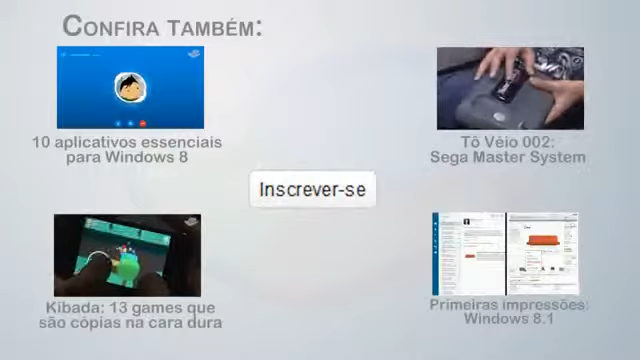 CONFIRA TAMBÉM:
10 aplicativos essenciais
para Windows 8
Tô Véio 002:
Sega Master System
Inscrever-se
Kibada: 13 games que
são cópias na cara dura
Primeiras impressões:
Windows 8.1